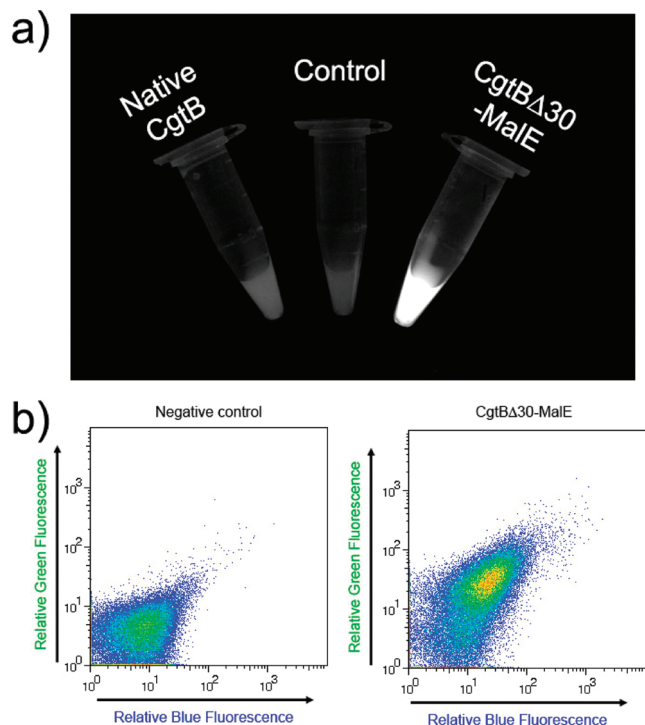 a)
Native
CgtB
Control
CgtBΔ30
-MalE
b)
Negative control
Relative Green Fluorescence
10³
10²
10¹
10⁰
10⁰ 10¹ 10² 10³
Relative Blue Fluorescence
CgtBΔ30-MalE
Relative Green Fluorescence
10³
10²
10¹
10⁰
10⁰ 10¹ 10² 10³
Relative Blue Fluorescence